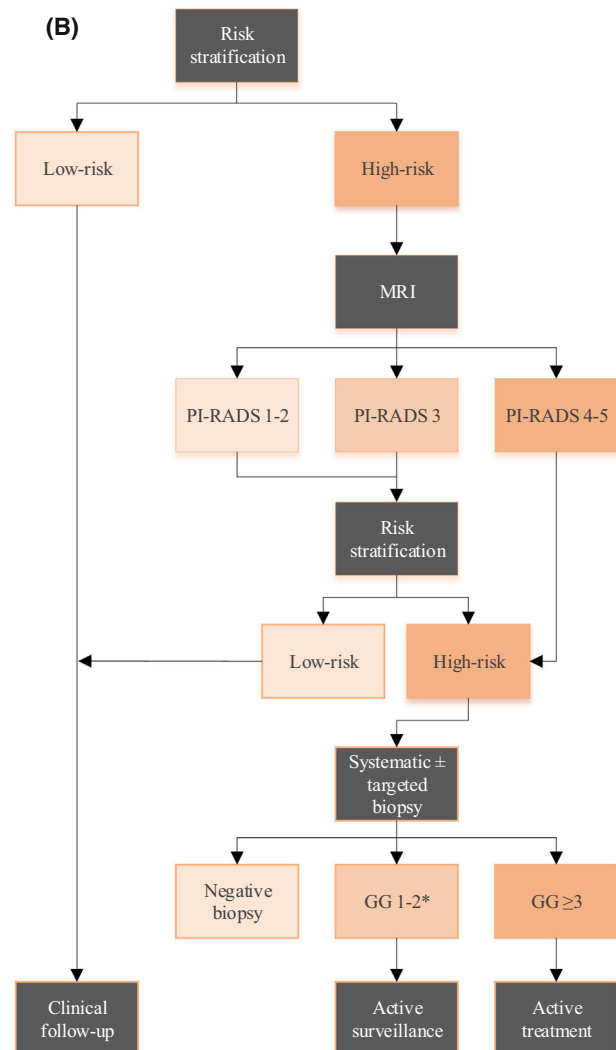 (B)
Risk
stratification
Low-risk
High-risk
MRI
PI-RADS 1-2
PI-RADS 3
PI-RADS 4-5
Risk
stratification
Low-risk
High-risk
Systematic ±
targeted
biopsy
Negative
biopsy
GG 1-2*
GG ≥3
Clinical
follow-up
Active
surveillance
Active
treatment